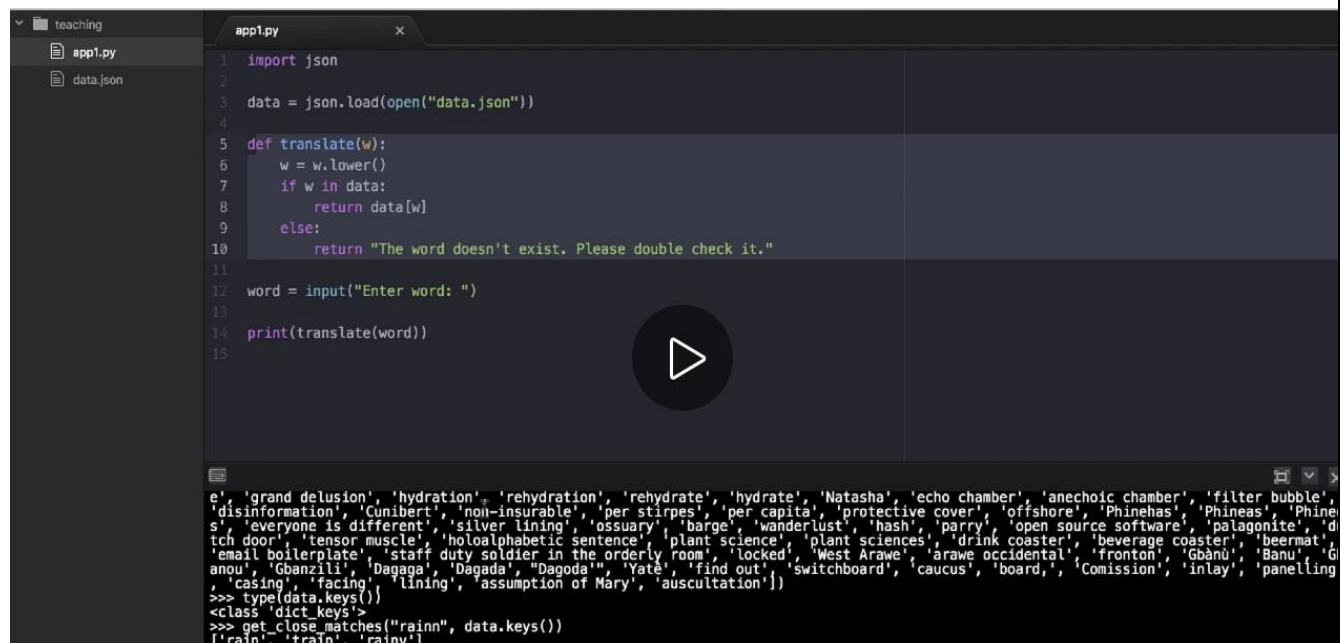 teaching
app1.py
data.json
app1.py ×
1 import json
2
3 data = json.load(open("data.json"))
4
5 def translate(w):
6     w = w.lower()
7     if w in data:
8         return data[w]
9     else:
10         return "The word doesn't exist. Please double check it."
11
12 word = input("Enter word: ")
13
14 print(translate(word))
15
e', 'grand delusion', 'hydration', 'rehydration', 'rehydrate', 'hydrate', 'Natasha', 'echo chamber', 'anechoic chamber', 'filter bubble',
'disinformation', 'Cunibert', 'non-insurable', 'per stirpes', 'per capita', 'protective cover', 'offshore', 'Phinehas', 'Phineas', 'Phine
s', 'everyone is different', 'silver lining', 'ossuary', 'barge', 'wanderlust', 'hash', 'parry', 'open source software', 'palagonite', 'd
tch door', 'tensor muscle', 'holoalphabetic sentence', 'plant science', 'plant sciences', 'drink coaster', 'beverage coaster', 'beermat',
'email boilerplate', 'staff duty soldier in the orderly room', 'locked', 'West Arawe', 'arawe occidental', 'fronton', 'Gbànù', 'Banu', 'G
anou', 'Gbanzili', 'Dagaga', 'Dagada', "Dagoda'", 'Yatê', 'find out', 'switchboard', 'caucus', 'board,', 'Comission', 'inlay', 'panelling
, 'casing', 'facing', 'lining', 'assumption of Mary', 'auscultation'])
>>> type(data.keys())
<class 'dict_keys'>
>>> get_close_matches("rainn", data.keys())
['rain', 'train', 'rainy']